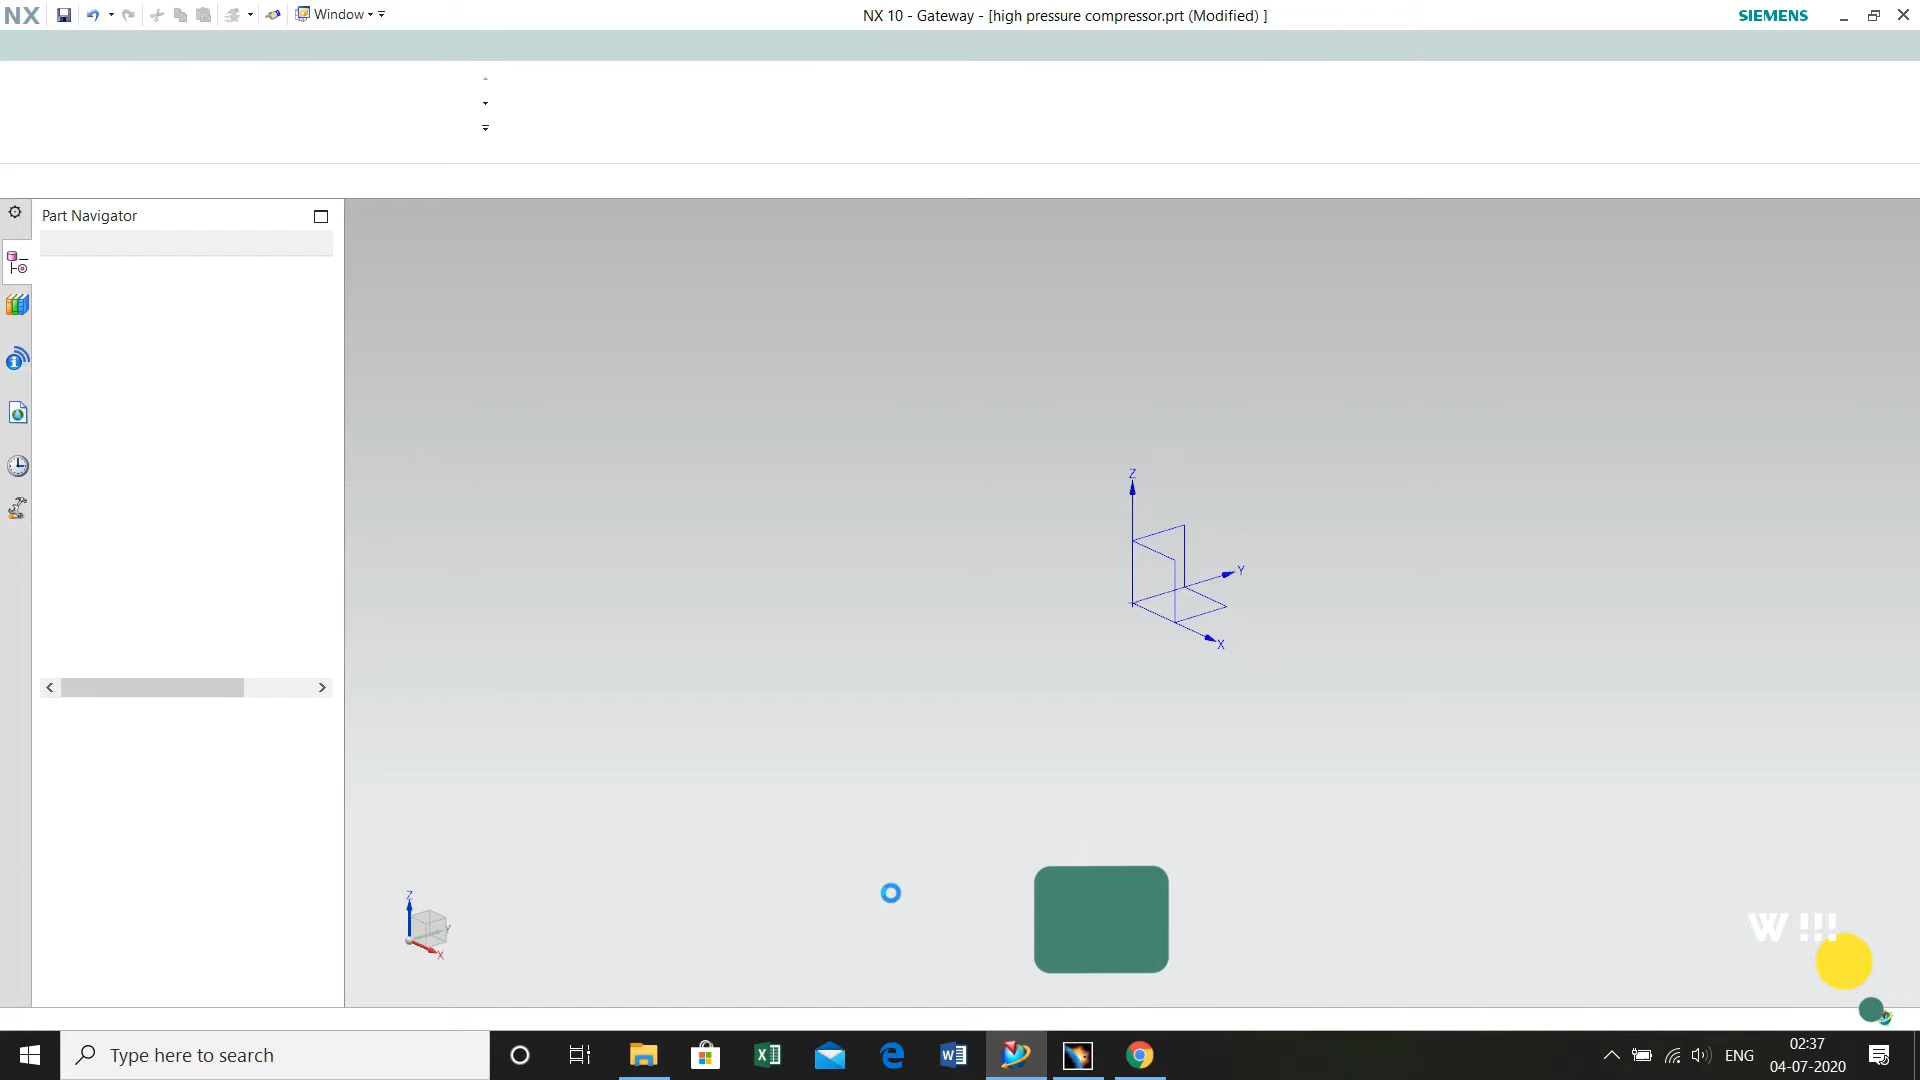 NX
Window
NX 10 - Gateway - [high pressure compressor.prt (Modified) ]
SIEMENS
Part Navigator
Z
Y
X
Z
Y
X
W !!!
Type here to search
ENG
02:37
04-07-2020